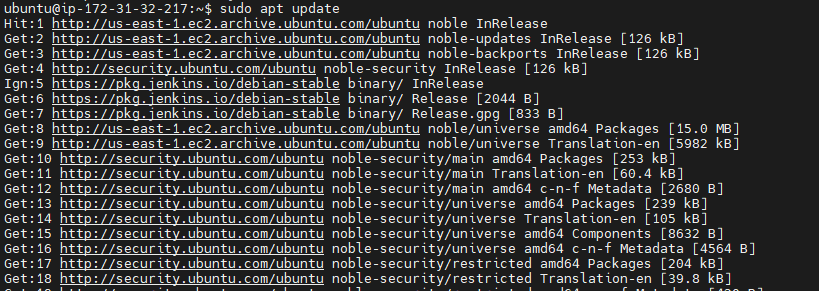 ubuntu@ip-172-31-32-217:~$ sudo apt update
Hit:1 http://us-east-1.ec2.archive.ubuntu.com/ubuntu noble InRelease
Get:2 http://us-east-1.ec2.archive.ubuntu.com/ubuntu noble-updates InRelease [126 kB]
Get:3 http://us-east-1.ec2.archive.ubuntu.com/ubuntu noble-backports InRelease [126 kB]
Get:4 http://security.ubuntu.com/ubuntu noble-security InRelease [126 kB]
Ign:5 https://pkg.jenkins.io/debian-stable binary/ InRelease
Get:6 https://pkg.jenkins.io/debian-stable binary/ Release [2044 B]
Get:7 https://pkg.jenkins.io/debian-stable binary/ Release.gpg [833 B]
Get:8 http://us-east-1.ec2.archive.ubuntu.com/ubuntu noble/universe amd64 Packages [15.0 MB]
Get:9 http://us-east-1.ec2.archive.ubuntu.com/ubuntu noble/universe Translation-en [5982 kB]
Get:10 http://security.ubuntu.com/ubuntu noble-security/main amd64 Packages [253 kB]
Get:11 http://security.ubuntu.com/ubuntu noble-security/main Translation-en [60.4 kB]
Get:12 http://security.ubuntu.com/ubuntu noble-security/main amd64 c-n-f Metadata [2680 B]
Get:13 http://security.ubuntu.com/ubuntu noble-security/universe amd64 Packages [239 kB]
Get:14 http://security.ubuntu.com/ubuntu noble-security/universe Translation-en [105 kB]
Get:15 http://security.ubuntu.com/ubuntu noble-security/universe amd64 Components [8632 B]
Get:16 http://security.ubuntu.com/ubuntu noble-security/universe amd64 c-n-f Metadata [4564 B]
Get:17 http://security.ubuntu.com/ubuntu noble-security/restricted amd64 Packages [204 kB]
Get:18 http://security.ubuntu.com/ubuntu noble-security/restricted Translation-en [39.8 kB]